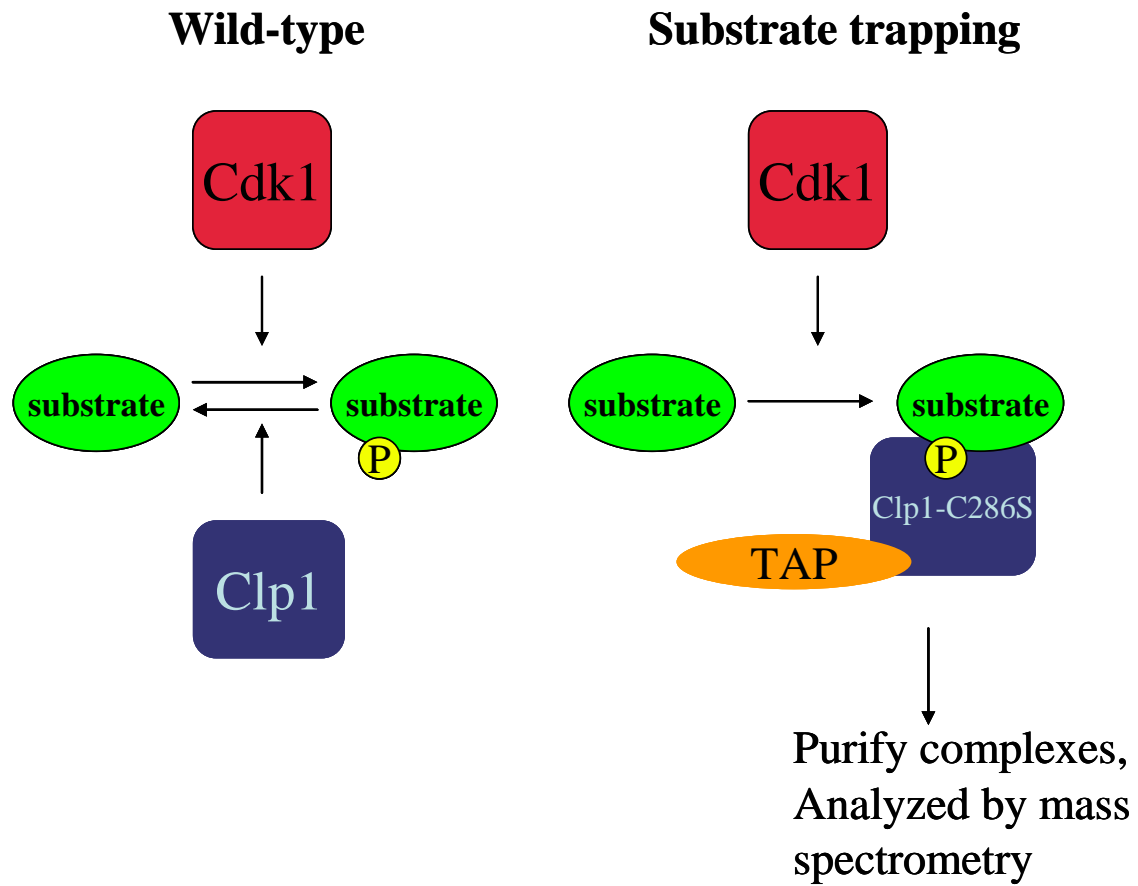 Wild-type
Cdk1
substrate
substrate
P
Clp1
Substrate trapping
Cdk1
substrate
substrate
P
Clp1-C286S
TAP
Purify complexes,
Analyzed by mass
spectrometry